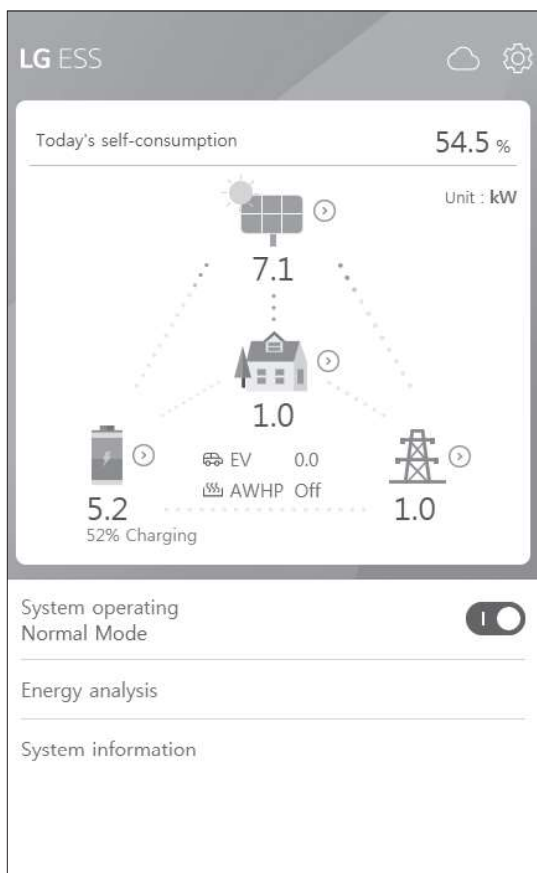 LG ESS
Today's self-consumption 54.5 %
Unit : kW
7.1
1.0
EV 0.0
AWHP Off
5.2
52% Charging
1.0
System operating
Normal Mode
Energy analysis
System information